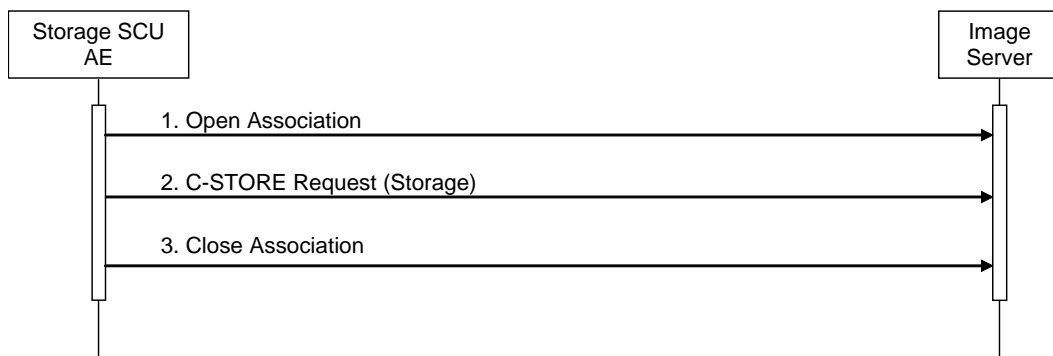 Storage SCU
AE
Image
Server
1. Open Association
2. C-STORE Request (Storage)
3. Close Association